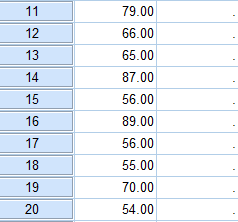 11 79.00 .
12 66.00 .
13 65.00 .
14 87.00 .
15 56.00 .
16 89.00 .
17 56.00 .
18 55.00 .
19 70.00 .
20 54.00 .